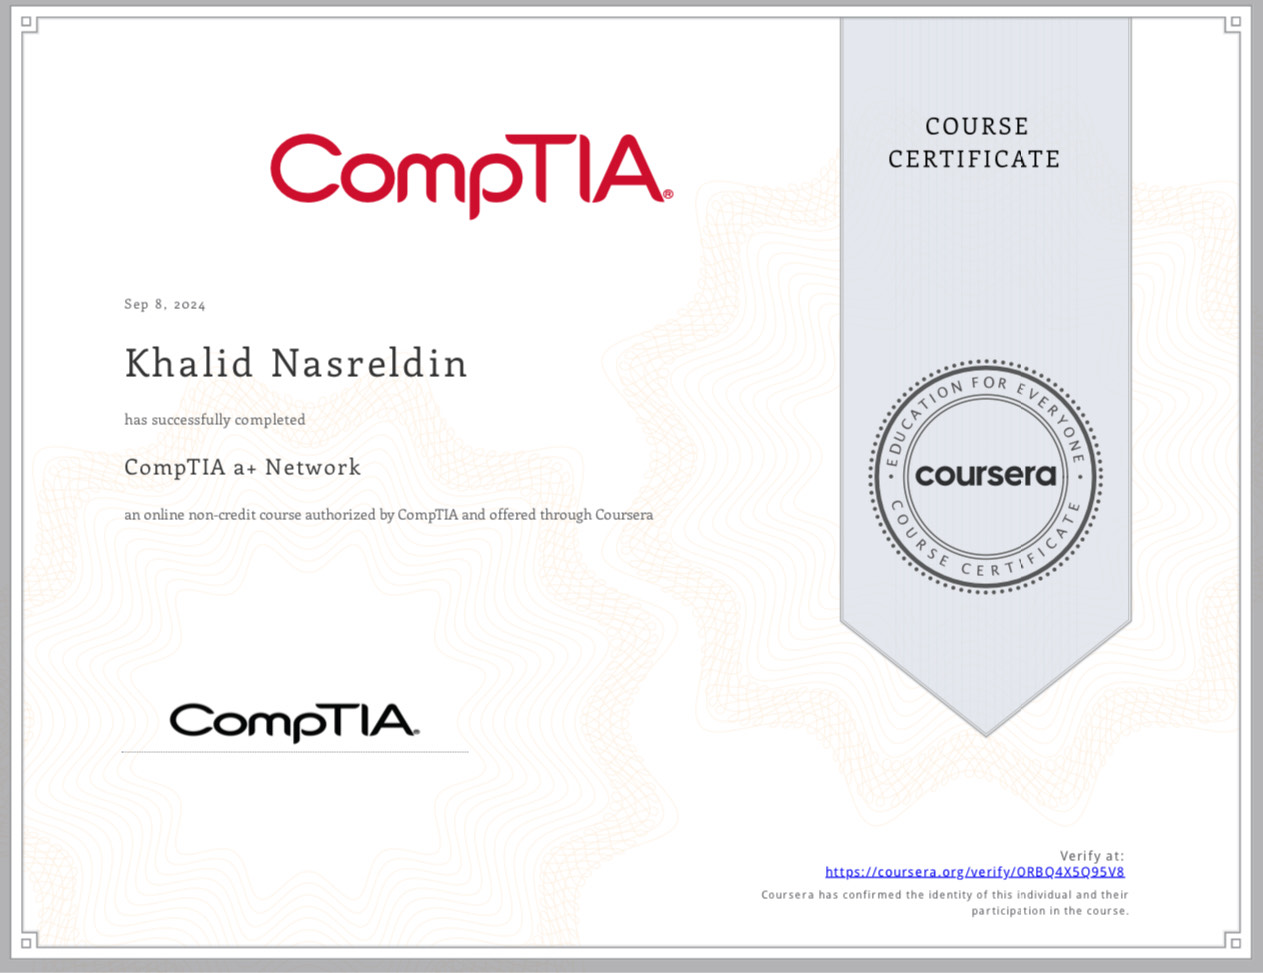 CompTIA®
COURSE
CERTIFICATE
Sep 8, 2024
Khalid Nasreldin
has successfully completed
CompTIA a+ Network
an online non-credit course authorized by CompTIA and offered through Coursera
EDUCATION FOR EVERYONE
coursera
COURSE CERTIFICATE
CompTIA®
Verify at:
https://coursera.org/verify/ORBQ4X5Q95V8
Coursera has confirmed the identity of this individual and their
participation in the course.